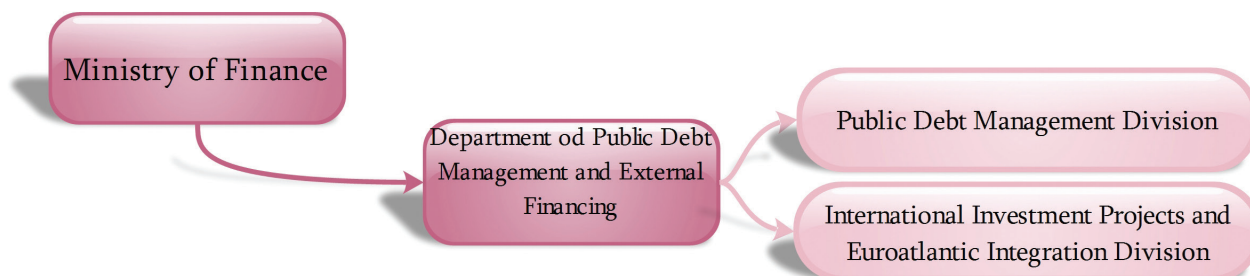 Ministry of Finance
Department od Public Debt
Management and External
Financing
Public Debt Management Division
International Investment Projects and
Euroatlantic Integration Division